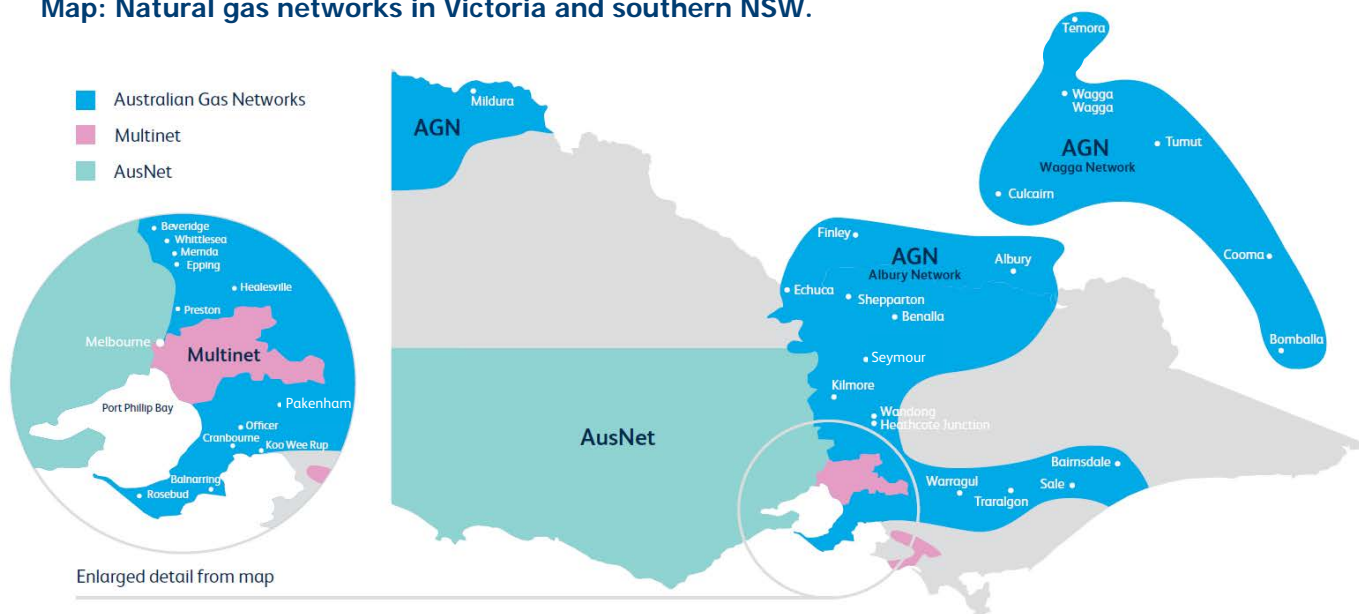 Map: Natural gas networks in Victoria and southern NSW.
Australian Gas Networks
Multinet
AusNet
Beveridge
Whittlesea
Memda
Epping
Healesville
Preston
Melbourne
Multinet
Port Phillip Bay
Pakenham
Officer
Cranbourne
Koo Wee Rup
Balnarring
Rosebud
Enlarged detail from map
Mildura
AGN
Temora
Wagga
Wagga
Tumut
AGN
Wagga Network
Culcairn
Cooma
Bomballa
Finley
AGN
Albury Network
Albury
Echuca
Shepparton
Benalla
Seymour
Kilmore
Wandong
Heathcote Junction
AusNet
Bairnsdale
Warragul
Sale
Traralgon